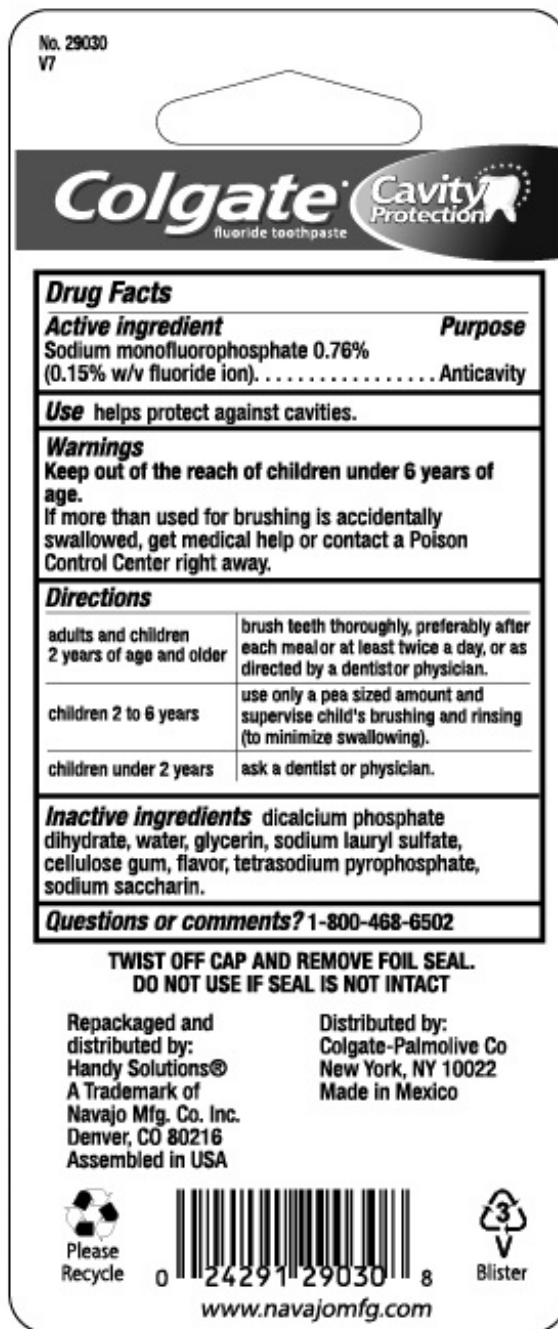 No. 29030
V7
Colgate
fluoride toothpaste
Cavity
Protection
Drug Facts
Active ingredient Purpose
Sodium monofluorophosphate 0.76%
(0.15% w/v fluoride ion). . . . . . . . . . . . . . . . . Anticavity
Use helps protect against cavities.
Warnings
Keep out of the reach of children under 6 years of
age.
If more than used for brushing is accidentally
swallowed, get medical help or contact a Poison
Control Center right away.
Directions
adults and children
2 years of age and older
brush teeth thoroughly, preferably after
each meal or at least twice a day, or as
directed by a dentistor physician.
children 2 to 6 years
use only a pea sized amount and
supervise child's brushing and rinsing
(to minimize swallowing).
children under 2 years
ask a dentist or physician.
Inactive ingredients dicalcium phosphate
dihydrate, water, glycerin, sodium lauryl sulfate,
cellulose gum, flavor, tetrasodium pyrophosphate,
sodium saccharin.
Questions or comments? 1-800-468-6502
TWIST OFF CAP AND REMOVE FOIL SEAL.
DO NOT USE IF SEAL IS NOT INTACT
Repackaged and
distributed by:
Handy Solutions®
A Trademark of
Navajo Mfg. Co. Inc.
Denver, CO 80216
Assembled in USA
Distributed by:
Colgate-Palmolive Co
New York, NY 10022
Made in Mexico
Please
Recycle
0 24291 29030 8
3
V
Blister
www.navajomfg.com